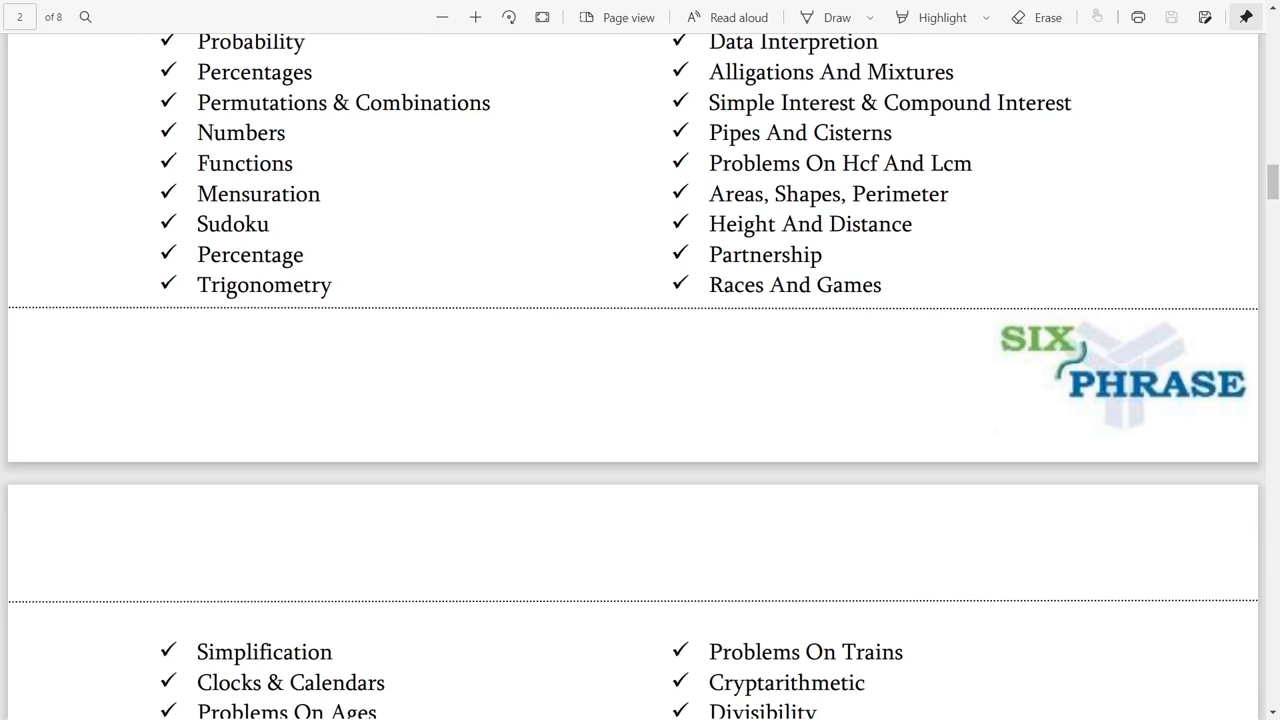 2 of 8 Page view Read aloud Draw Highlight Erase
✓ Probability ✓ Data Interpretion
✓ Percentages ✓ Alligations And Mixtures
✓ Permutations & Combinations ✓ Simple Interest & Compound Interest
✓ Numbers ✓ Pipes And Cisterns
✓ Functions ✓ Problems On Hcf And Lcm
✓ Mensuration ✓ Areas, Shapes, Perimeter
✓ Sudoku ✓ Height And Distance
✓ Percentage ✓ Partnership
✓ Trigonometry ✓ Races And Games
SIX
PHRASE
✓ Simplification ✓ Problems On Trains
✓ Clocks & Calendars ✓ Cryptarithmetic
✓ Problems On Ages ✓ Divisibility